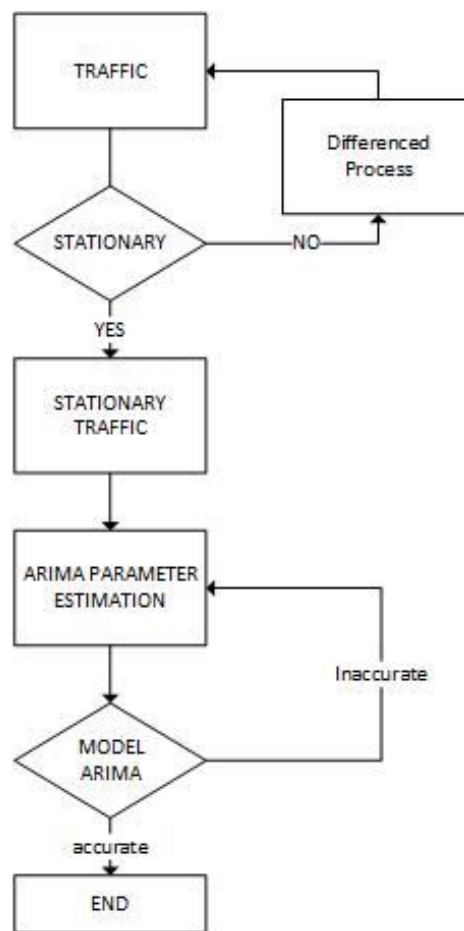 TRAFFIC
Differenced
Process
STATIONARY
NO
YES
STATIONARY
TRAFFIC
ARIMA PARAMETER
ESTIMATION
Inaccurate
MODEL
ARIMA
accurate
END